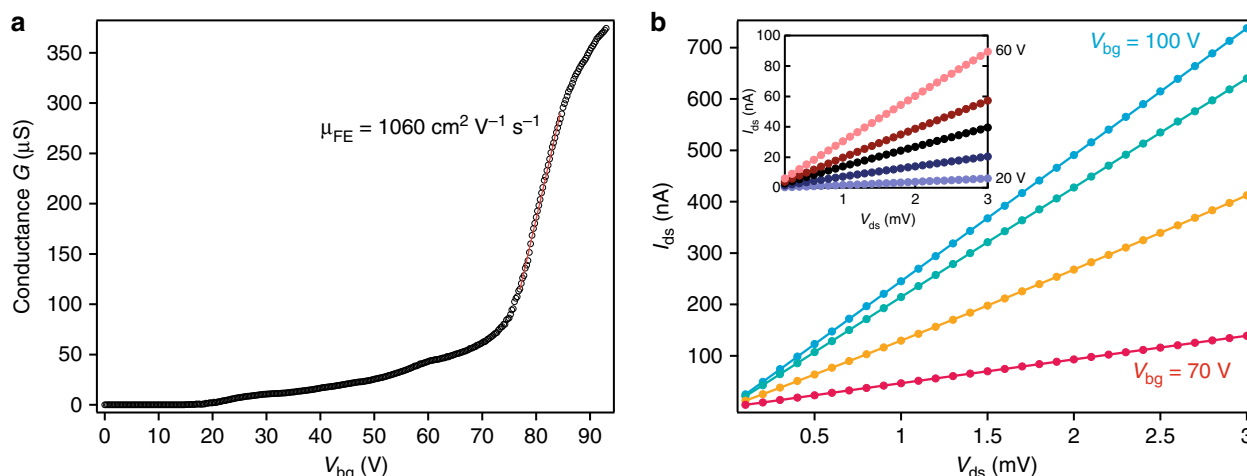 a
350
300
250
200
150
100
50
0
Conductance G (µS)
μFE = 1060 cm² V⁻¹ s⁻¹
0 10 20 30 40 50 60 70 80 90
Vbg (V)
b
700
600
500
400
300
200
100
Ids (nA)
Vbg = 100 V
Vbg = 70 V
0.5 1 1.5 2 2.5 3
Vds (mV)
100
80
60
40
20
0
Ids (nA)
60 V
20 V
1 2 3
Vds (mV)